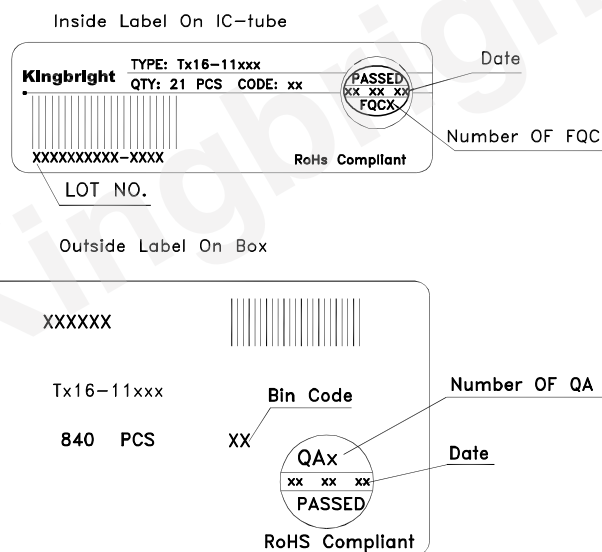 Inside Label On IC-tube
TYPE: Tx16-11xxx
Kingbright
QTY: 21 PCS CODE: xx
PASSED
xx xx xx
FQCX
Date
Number OF FQC
XXXXXXXXXX-XXXX
RoHs Compliant
LOT NO.
Outside Label On Box
XXXXXX
Tx16-11xxx
Bin Code
Number OF QA
840 PCS
XX
QAx
Date
xx xx xx
PASSED
RoHS Compliant
Kingbright